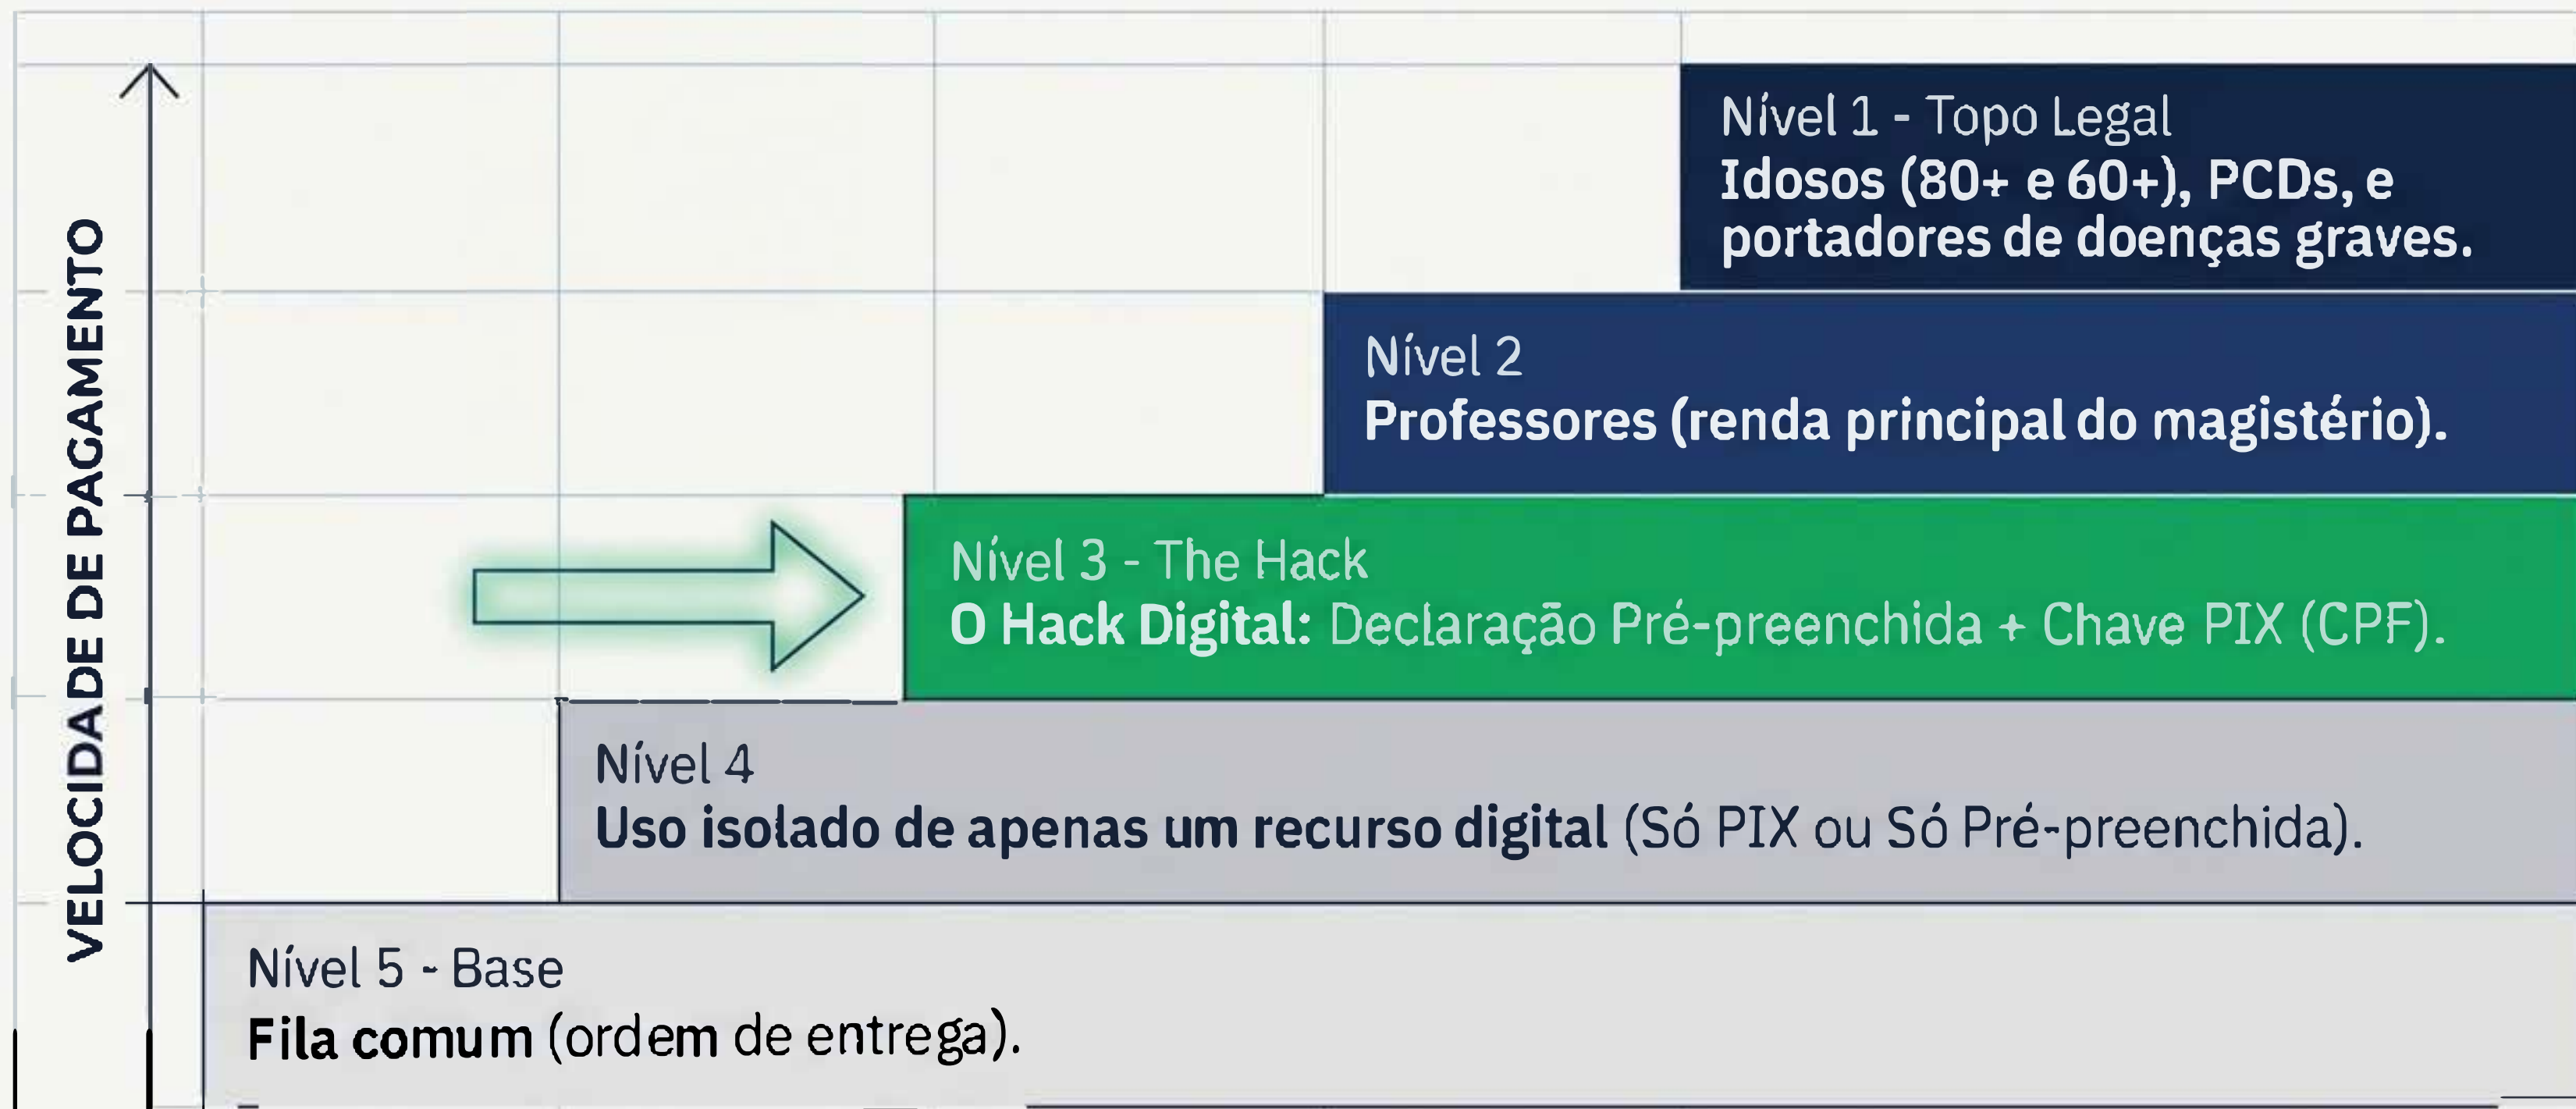 VELOCIDADE DE PAGAMENTO
Nível 1 - Topo Legal
Idosos (80+ e 60+), PCDs, e
portadores de doenças graves.
Nível 2
Professores (renda principal do magistério).
Nível 3 - The Hack
O Hack Digital: Declaração Pré-preenchida + Chave PIX (CPF).
Nível 4
Uso isolado de apenas um recurso digital (Só PIX ou Só Pré-preenchida).
Nível 5 - Base
Fila comum (ordem de entrega).